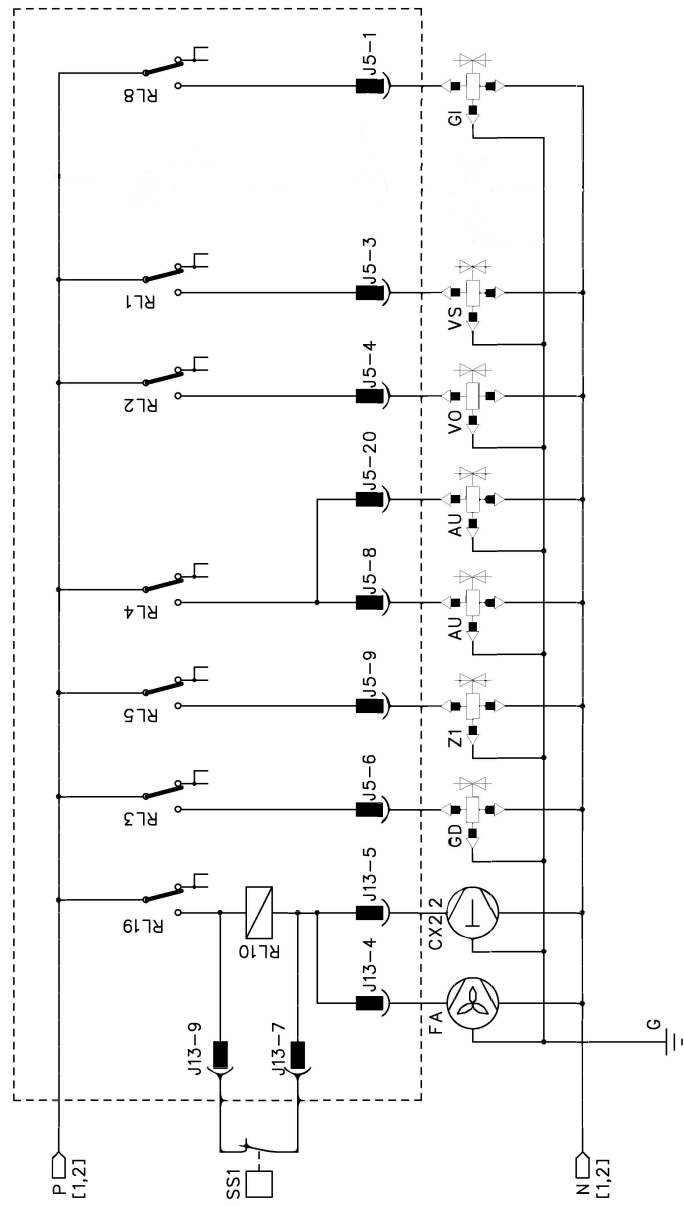 RL8
J5-1
GI
RL1
J5-3
VS
RL2
J5-4
VO
J5-20
AU
RL4
J5-8
AU
RL5
J5-9
Z1
RL3
J5-6
GD
RL19
RL10
J13-5
CX2.2
J13-4
FA
J13-9
J13-7
G
SS1
P
[1,2]
N
[1,2]